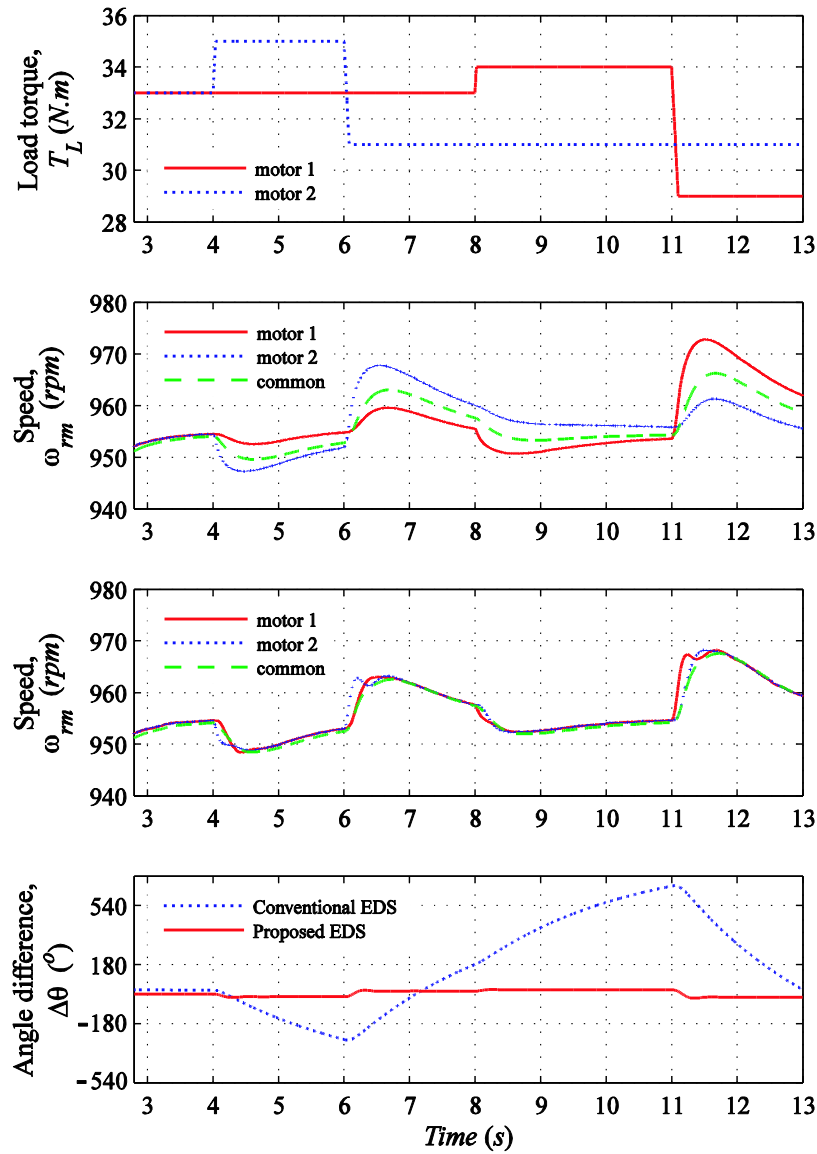 36
34
32
30
28
Load torque,
T_L (N.m)
motor 1
motor 2
3 4 5 6 7 8 9 10 11 12 13
980
970
960
950
940
Speed,
ω_rm (rpm)
motor 1
motor 2
common
3 4 5 6 7 8 9 10 11 12 13
980
970
960
950
940
Speed,
ω_rm (rpm)
motor 1
motor 2
common
3 4 5 6 7 8 9 10 11 12 13
540
180
-180
-540
Angle difference,
Δθ (°)
Conventional EDS
Proposed EDS
3 4 5 6 7 8 9 10 11 12 13
Time (s)